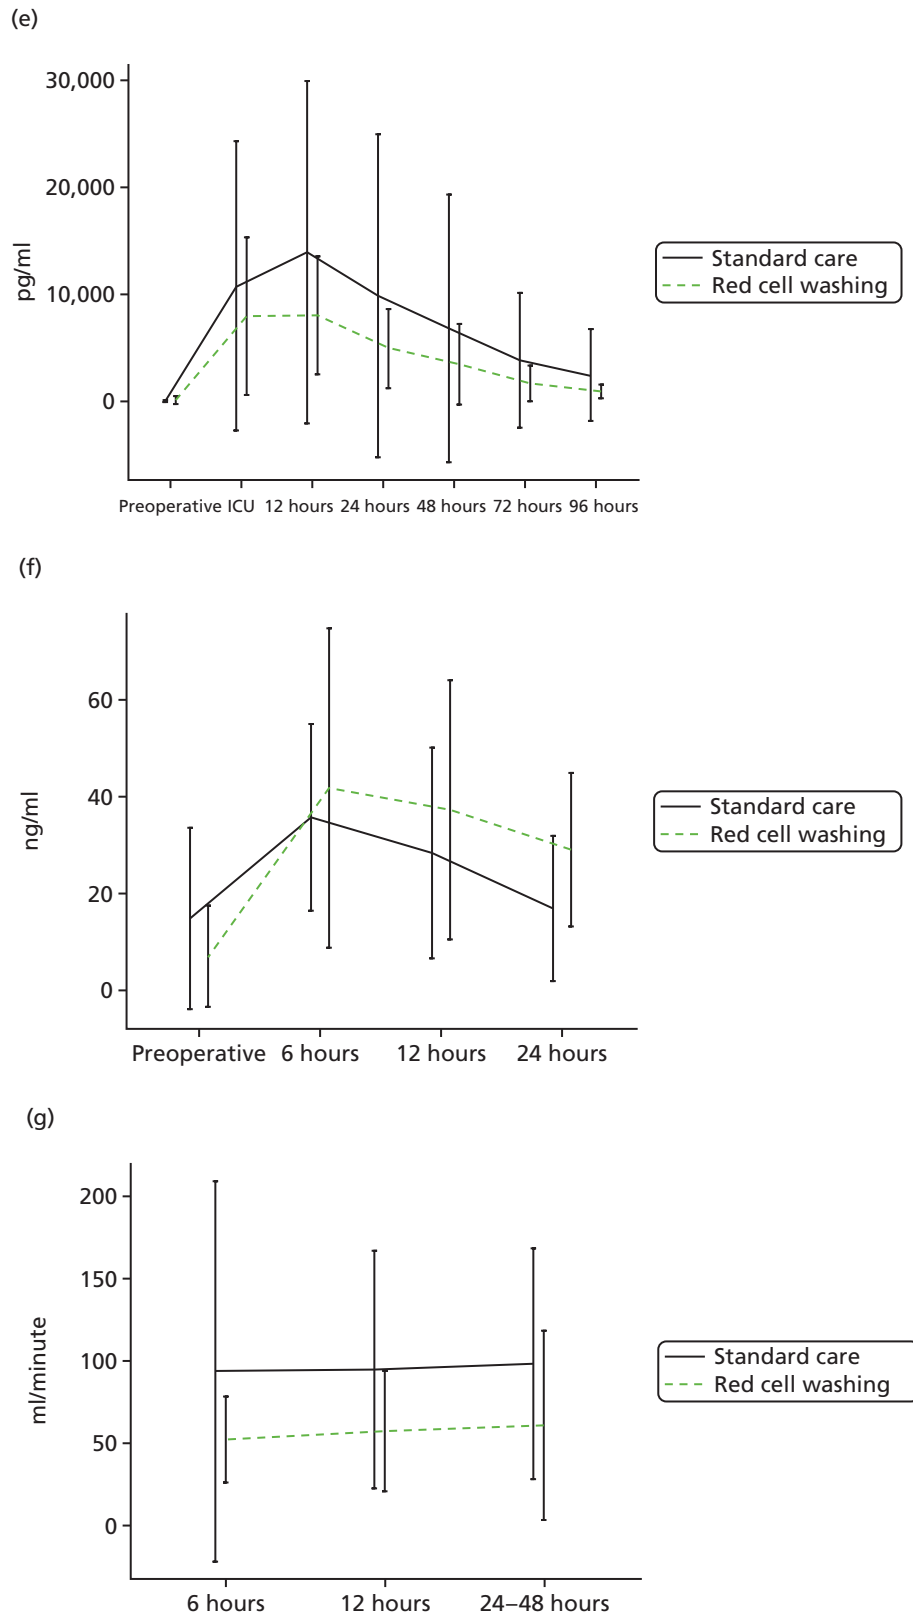 (e)
30,000
20,000
10,000
0
pg/ml
Standard care
Red cell washing
Preoperative ICU 12 hours 24 hours 48 hours 72 hours 96 hours
(f)
60
40
20
0
ng/ml
Standard care
Red cell washing
Preoperative 6 hours 12 hours 24 hours
(g)
200
150
100
50
0
ml/minute
Standard care
Red cell washing
6 hours 12 hours 24–48 hours